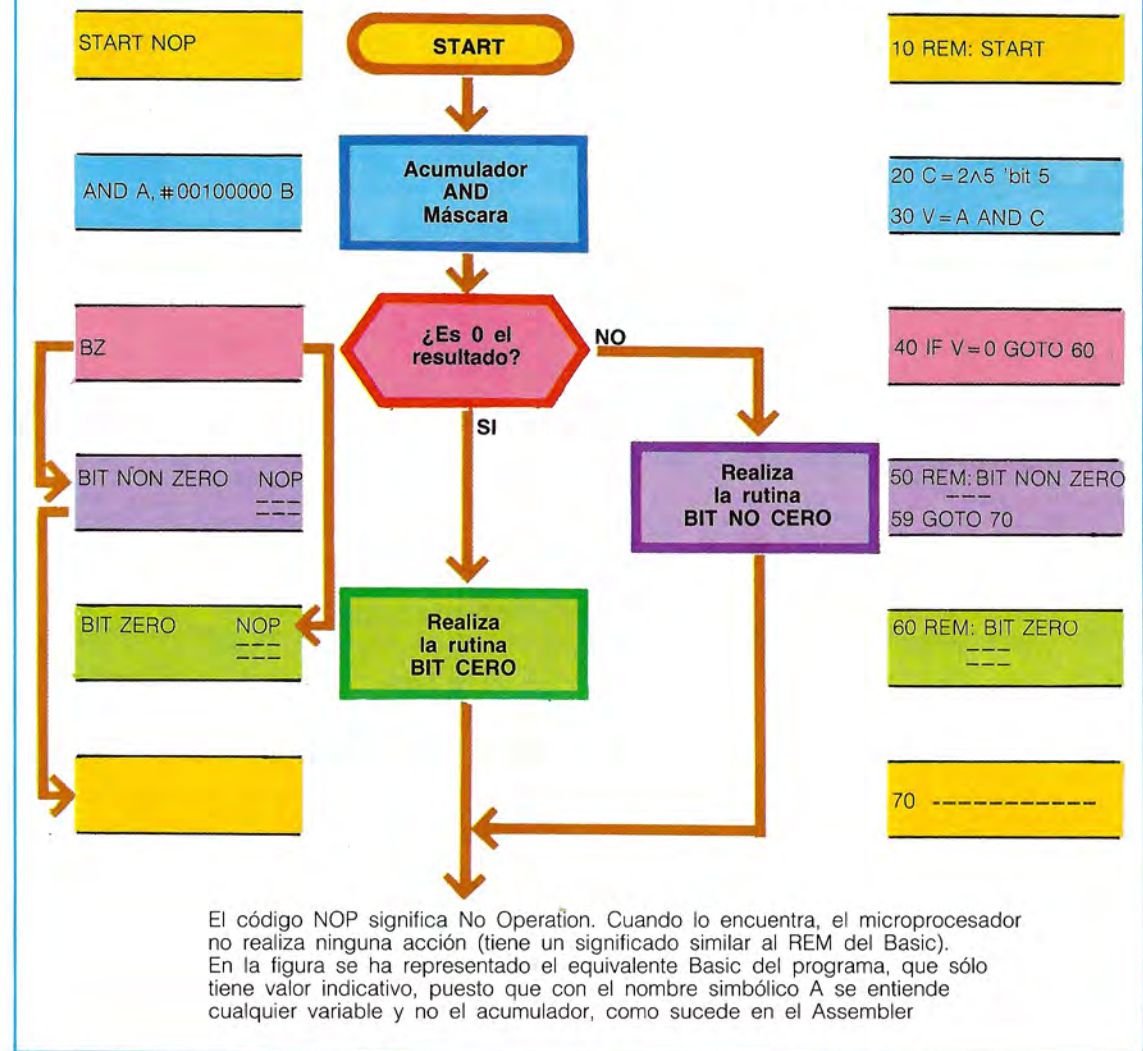 START NOP
START
10 REM: START
AND A, #00100000 B
Acumulador
AND
Máscara
20 C=2∧5 'bit 5
30 V=A AND C
BZ
¿Es 0 el
resultado?
NO
SI
40 IF V=0 GOTO 60
BIT NON ZERO NOP
---
---
Realiza
la rutina
BIT NO CERO
50 REM: BIT NON ZERO
---
59 GOTO 70
BIT ZERO NOP
---
---
Realiza
la rutina
BIT CERO
60 REM: BIT ZERO
---
---
70 -----------
El código NOP significa No Operation. Cuando lo encuentra, el microprocesador
no realiza ninguna acción (tiene un significado similar al REM del Basic).
En la figura se ha representado el equivalente Basic del programa, que sólo
tiene valor indicativo, puesto que con el nombre simbólico A se entiende
cualquier variable y no el acumulador, como sucede en el Assembler